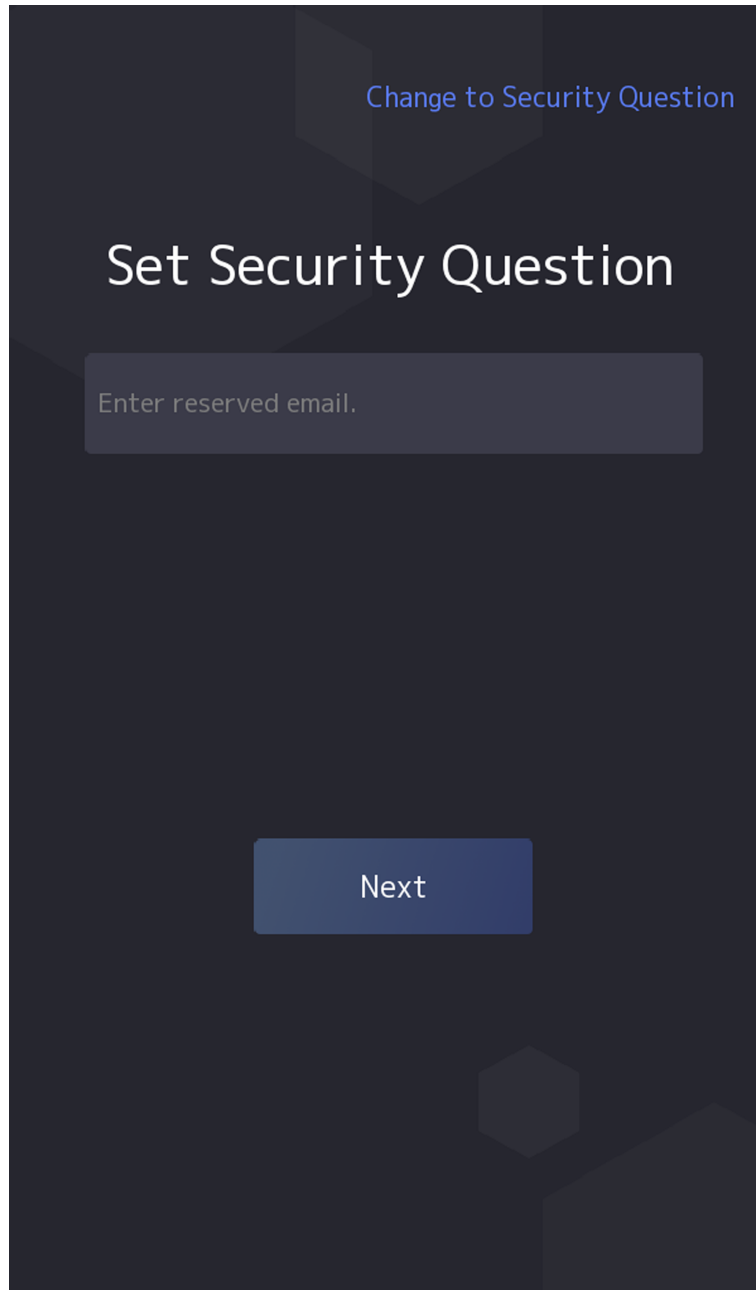 Change to Security Question
Set Security Question
Enter reserved email.
Next